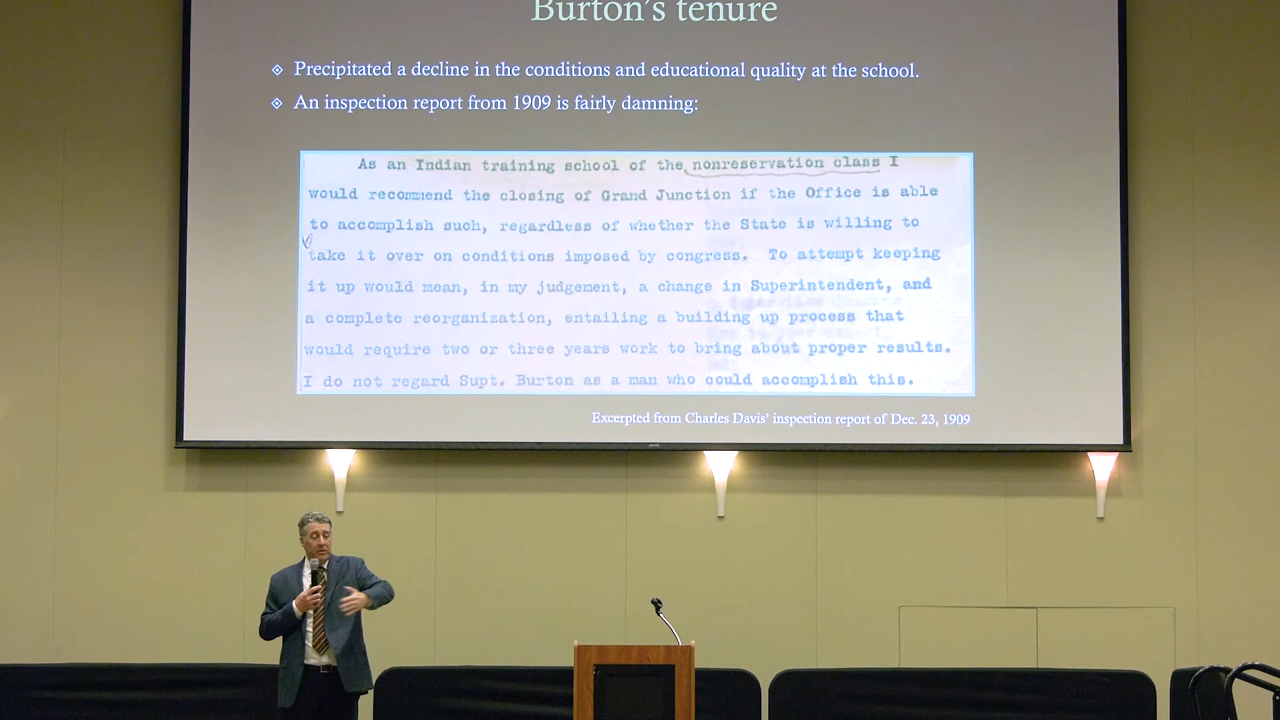 Burton's tenure
Precipitated a decline in the conditions and educational quality at the school.
An inspection report from 1909 is fairly damning:
As an Indian training school of the nonreservation class I
would recommend the closing of Grand Junction if the Office is able
to accomplish such, regardless of whether the State is willing to
take it over on conditions imposed by congress. To attempt keeping
it up would mean, in my judgement, a change in Superintendent, and
a complete reorganization, entailing a building up process that
would require two or three years work to bring about proper results.
I do not regard Supt. Burton as a man who could accomplish this.
Excerpted from Charles Davis' inspection report of Dec. 23, 1909